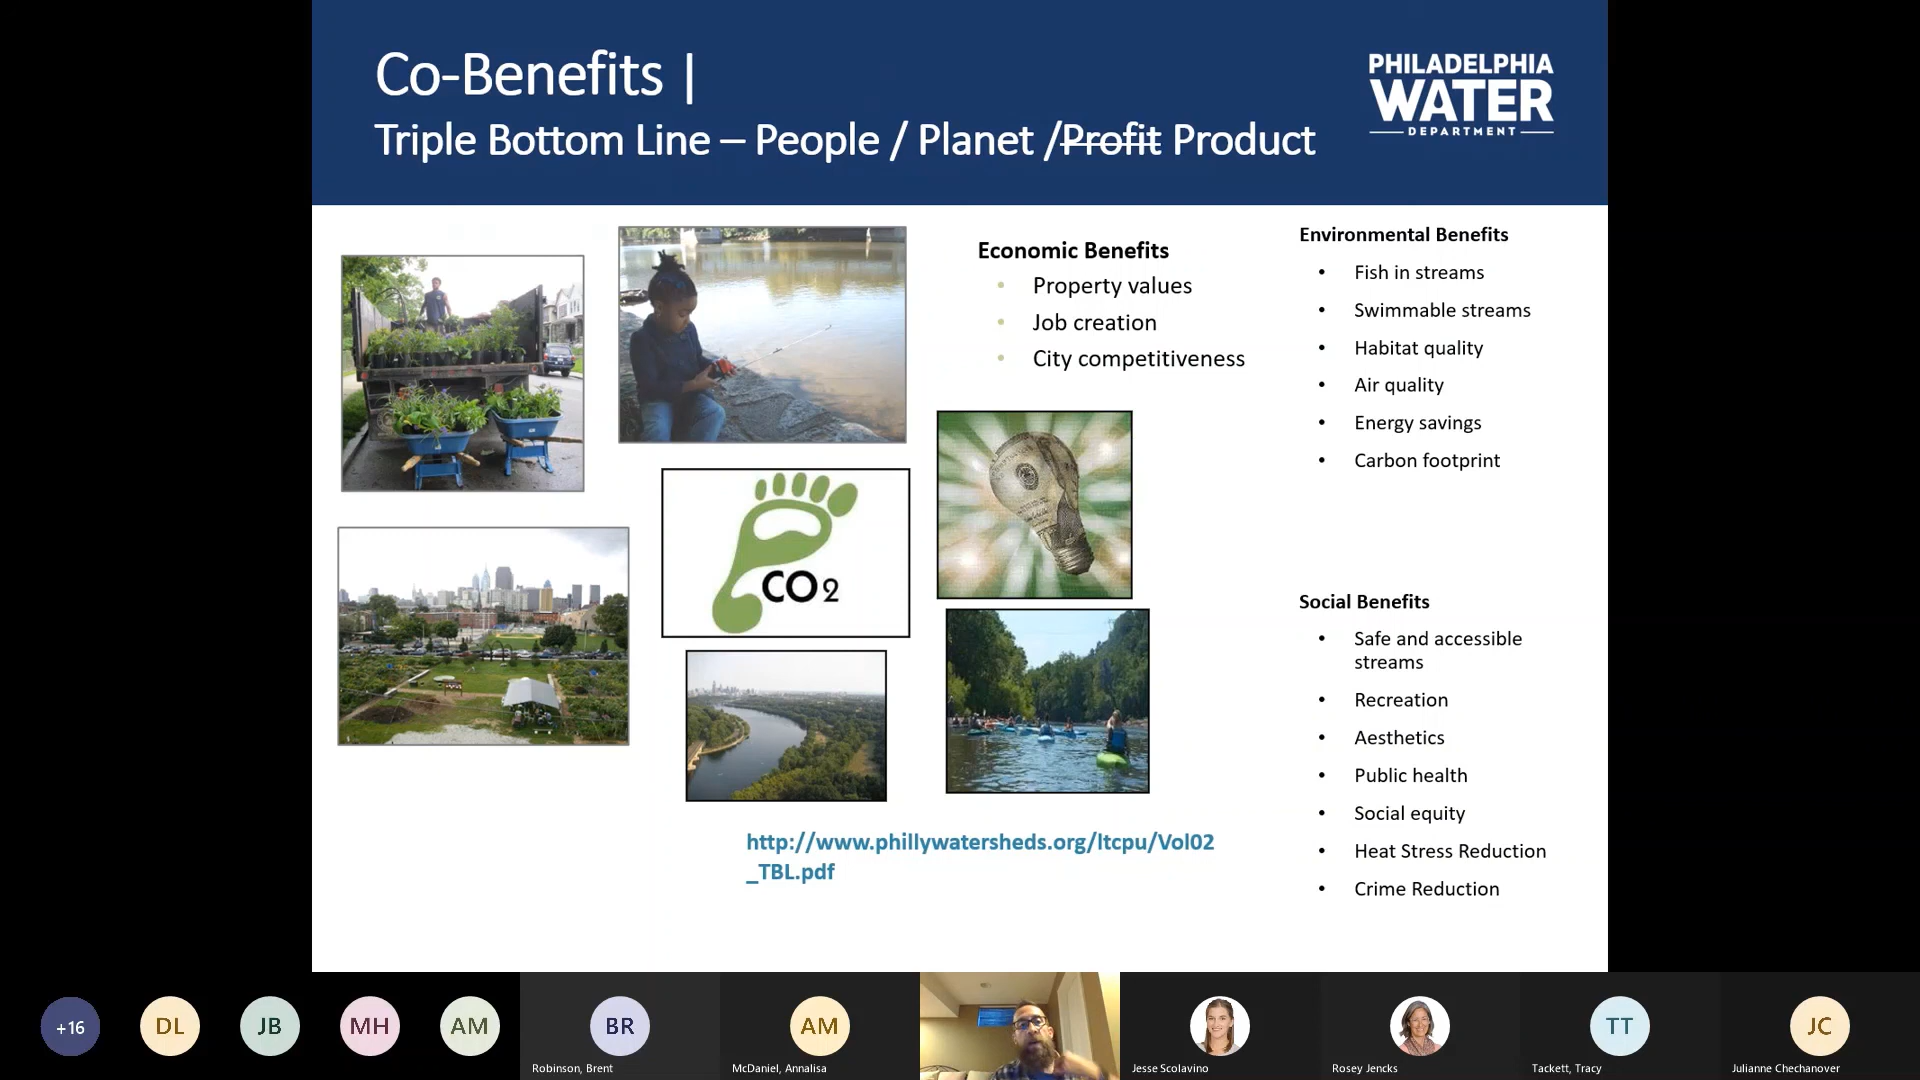 Co-Benefits |
Triple Bottom Line – People / Planet /Profit Product
PHILADELPHIA
WATER
DEPARTMENT
Economic Benefits
• Property values
• Job creation
• City competitiveness
Environmental Benefits
• Fish in streams
• Swimmable streams
• Habitat quality
• Air quality
• Energy savings
• Carbon footprint
CO2
Social Benefits
• Safe and accessible
streams
• Recreation
• Aesthetics
• Public health
• Social equity
• Heat Stress Reduction
• Crime Reduction
http://www.phillywatersheds.org/ltcpu/Vol02
_TBL.pdf
+16
DL
JB
MH
AM
BR
Robinson, Brent
AM
McDaniel, Annalisa
Jesse Scolavino
Rosey Jencks
TT
Tackett, Tracy
JC
Julianne Chechanover